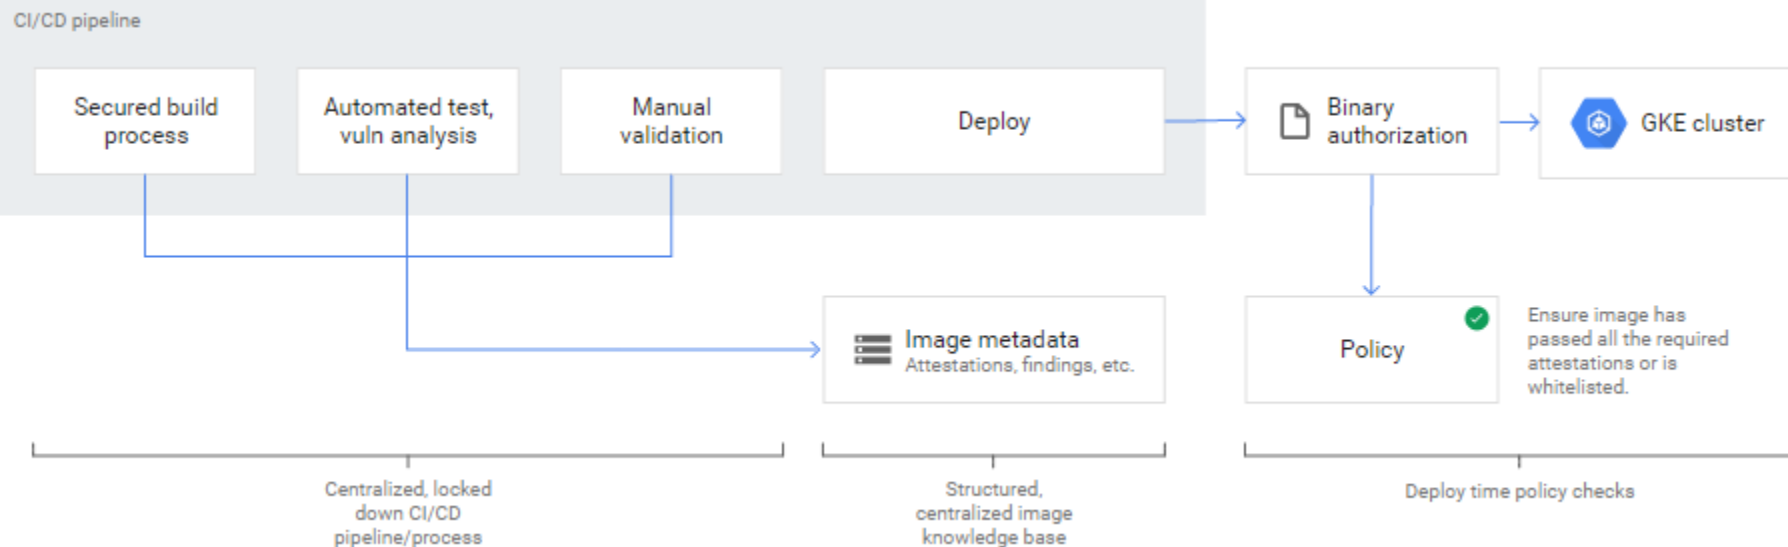 CI/CD pipeline
Secured build
process
Automated test,
vuln analysis
Manual
validation
Deploy
Binary
authorization
GKE cluster
Image metadata
Attestations, findings, etc.
Policy
Ensure image has
passed all the required
attestations or is
whitelisted.
Centralized, locked
down CI/CD
pipeline/process
Structured,
centralized image
knowledge base
Deploy time policy checks